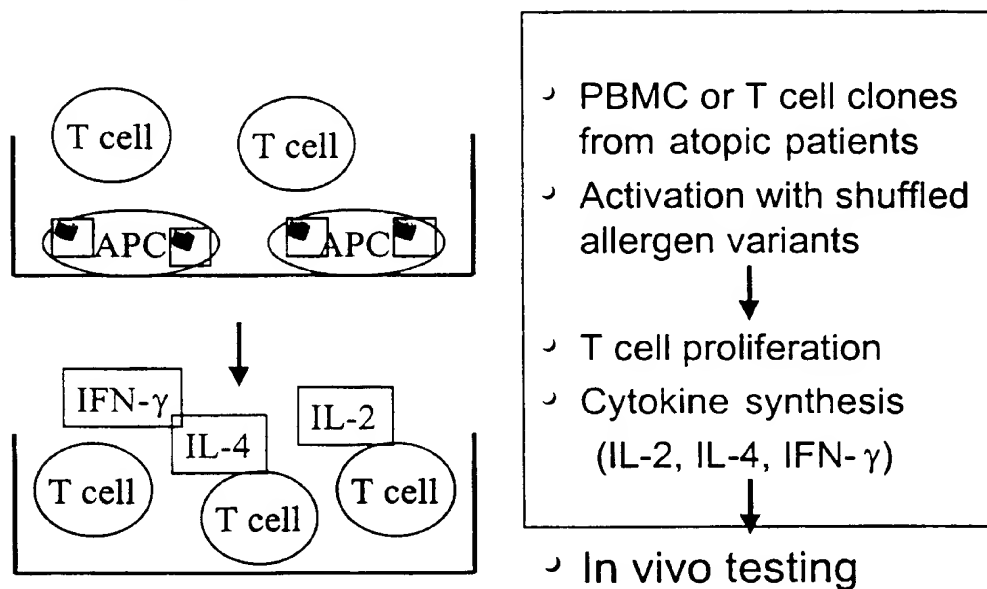 T cell
T cell
APC
APC
IFN-γ
IL-4
IL-2
T cell
T cell
T cell
PBMC or T cell clones
from atopic patients
Activation with shuffled
allergen variants
T cell proliferation
Cytokine synthesis
(IL-2, IL-4, IFN- γ)
In vivo testing